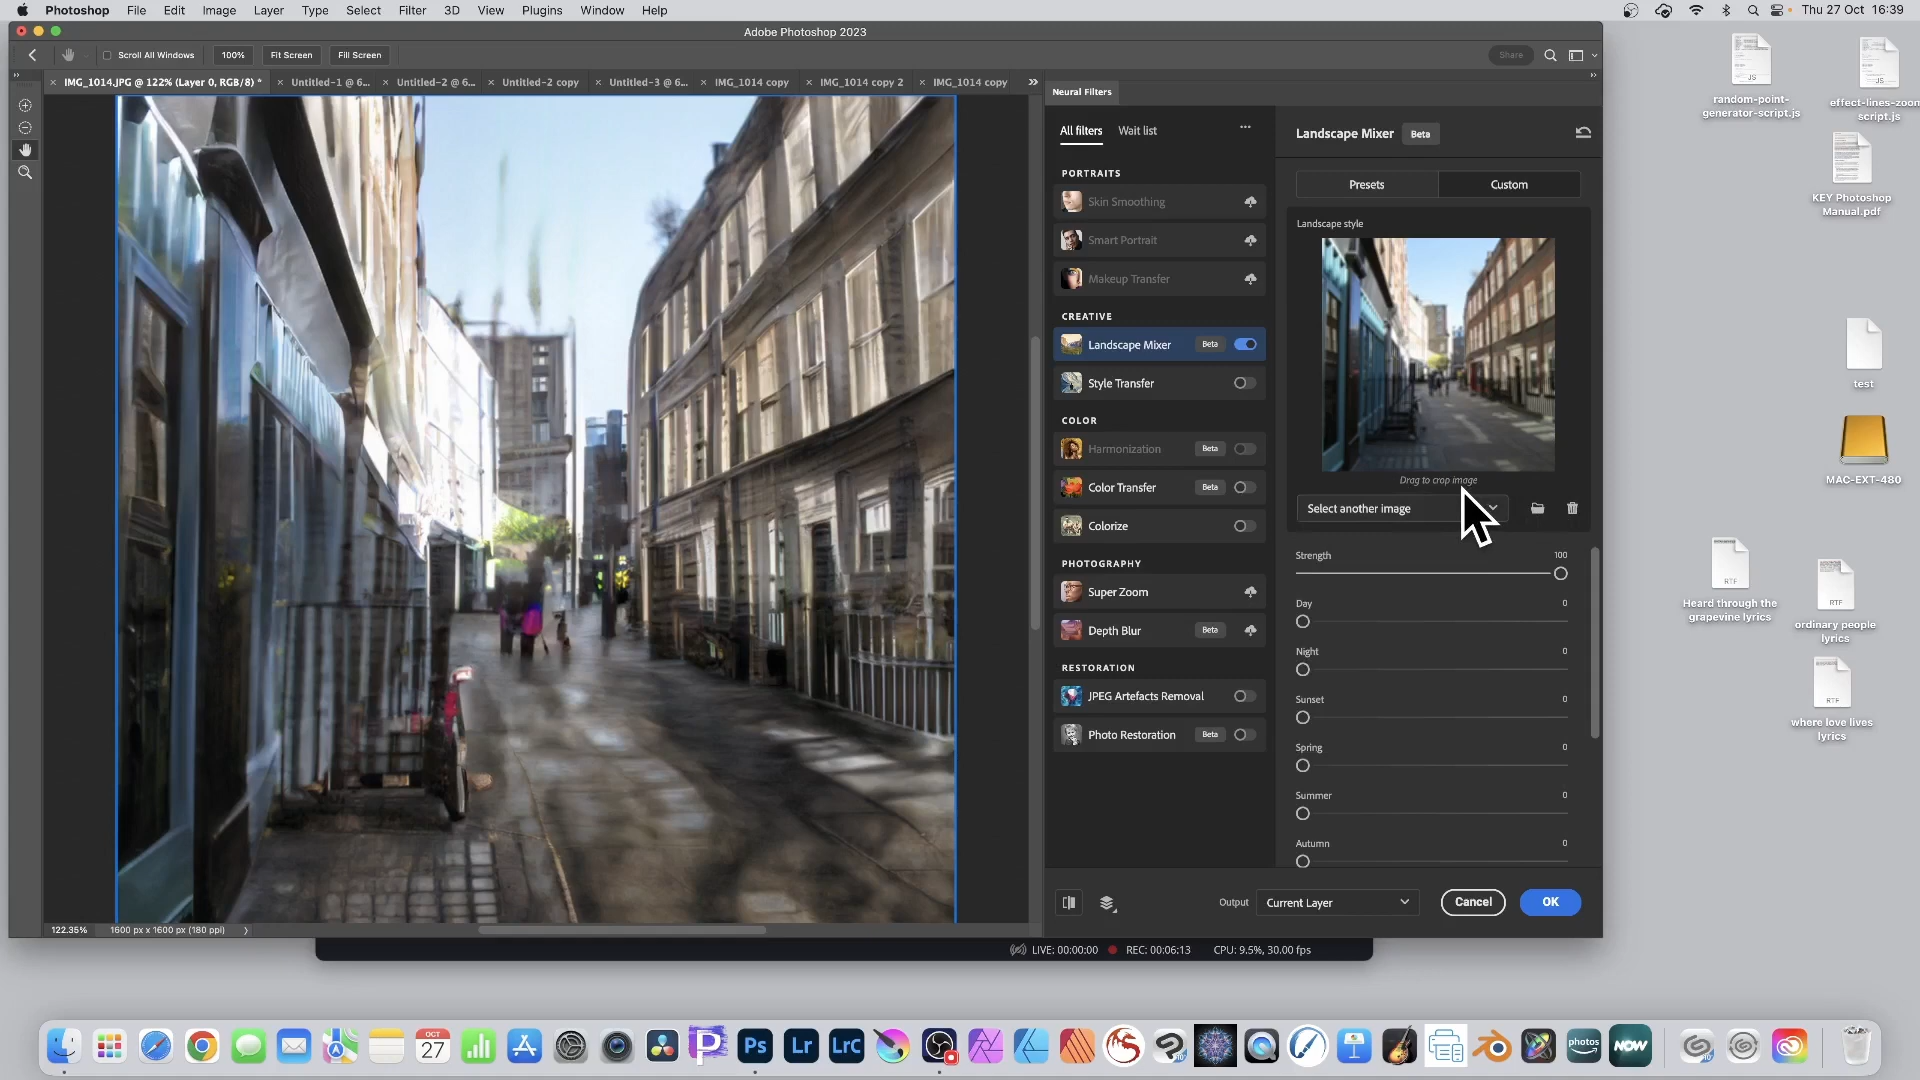 Photoshop File Edit Image Layer Type Select Filter 3D View Plugins Window Help Thu 27 Oct 16:39
Adobe Photoshop 2023
Scroll All Windows 100% Fit Screen Fill Screen Share
IMG_1014.JPG @ 122% (Layer 0, RGB/8) * Untitled-1 @ 6... Untitled-2 @ 6... Untitled-2 copy Untitled-3 @ 6... IMG_1014 copy IMG_1014 copy 2 IMG_1014 copy
Neural Filters
All filters Wait list
PORTRAITS
Skin Smoothing
Smart Portrait
Makeup Transfer
CREATIVE
Landscape Mixer Beta
Style Transfer
COLOR
Harmonization Beta
Color Transfer Beta
Colorize
PHOTOGRAPHY
Super Zoom
Depth Blur Beta
RESTORATION
JPEG Artefacts Removal
Photo Restoration Beta
Landscape Mixer Beta
Presets Custom
Landscape style
Drag to crop image
Select another image
Strength 100
Day 0
Night 0
Sunset 0
Spring 0
Summer 0
Autumn 0
Output Current Layer Cancel OK
122.35% 1600 px x 1600 px (180 ppi)
LIVE: 00:00:00 REC: 00:06:13 CPU: 9.5%, 30.00 fps
JS
random-point-
generator-script.js
JS
effect-lines-zoom
script.js
KEY Photoshop
Manual.pdf
test
MAC-EXT-480
RTF
Heard through the
grapevine lyrics
RTF
ordinary people
lyrics
RTF
where love lives
lyrics
OCT
27
Ps
Lr
LrC
photos
NOW